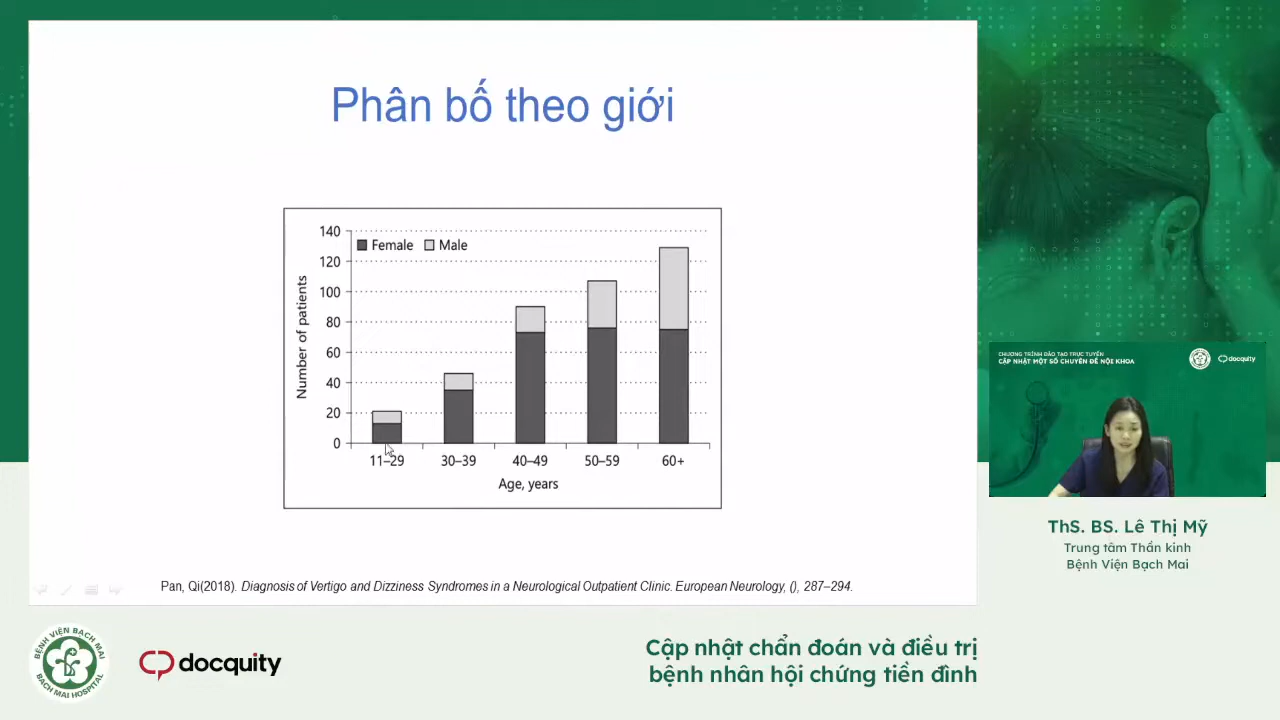 Phân bố theo giới
140
120
100
80
60
40
20
0
Number of patients
Female Male
11–29 30–39 40–49 50–59 60+
Age, years
Pan, Qi(2018). Diagnosis of Vertigo and Dizziness Syndromes in a Neurological Outpatient Clinic. European Neurology, (), 287–294.
CHƯƠNG TRÌNH ĐÀO TẠO TRỰC TUYẾN
CẬP NHẬT MỘT SỐ CHUYÊN ĐỀ NỘI KHOA
docquity
ThS. BS. Lê Thị Mỹ
Trung tâm Thần kinh
Bệnh Viện Bạch Mai
BỆNH VIỆN BẠCH MAI
BACH MAI HOSPITAL
docquity
Cập nhật chẩn đoán và điều trị
bệnh nhân hội chứng tiền đình